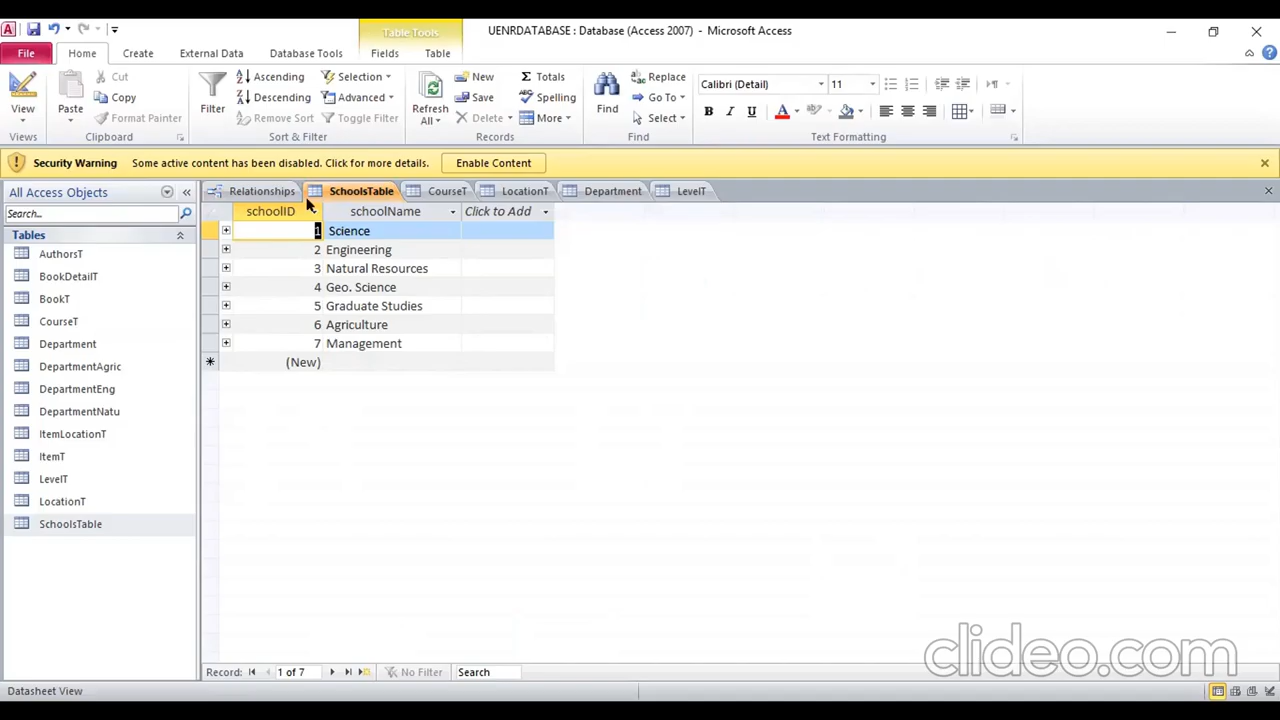 Table Tools
UENRDATABASE : Database (Access 2007) - Microsoft Access
File Home Create External Data Database Tools Fields Table
View
Views
Paste
Cut
Copy
Format Painter
Clipboard
Filter
Ascending
Descending
Remove Sort
Selection
Advanced
Toggle Filter
Sort & Filter
Refresh
All
New
Save
Delete
Totals
Spelling
More
Records
Find
Replace
Go To
Select
Find
Calibri (Detail) 11
B I U A
Text Formatting
Security Warning Some active content has been disabled. Click for more details. Enable Content
All Access Objects
Search...
Tables
AuthorsT
BookDetailT
BookT
CourseT
Department
DepartmentAgric
DepartmentEng
DepartmentNatu
ItemLocationT
ItemT
LevelT
LocationT
SchoolsTable
Relationships SchoolsTable CourseT LocationT Department LevelT
schoolID schoolName Click to Add
1 Science
2 Engineering
3 Natural Resources
4 Geo. Science
5 Graduate Studies
6 Agriculture
7 Management
(New)
Record: 1 of 7 No Filter Search
Datasheet View
clideo.com